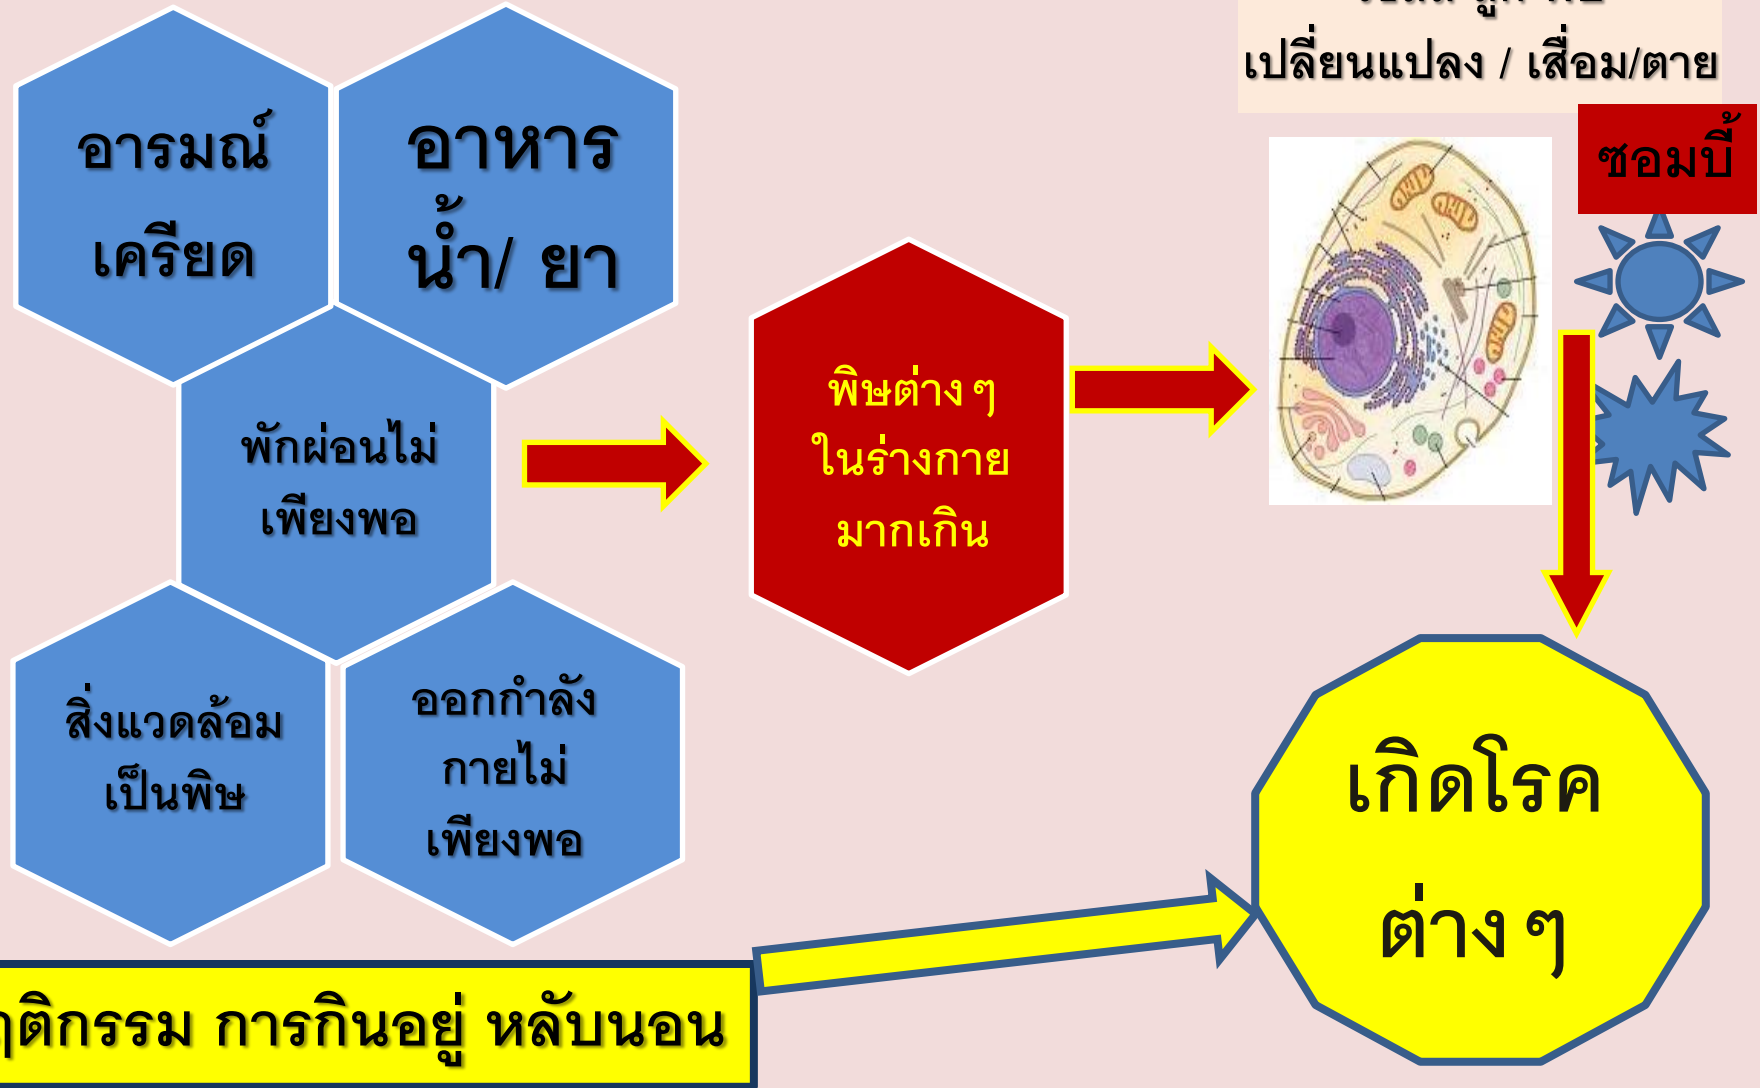 เปลี่ยนแปลง / เสื่อม/ตาย
ซอมบี้
อารมณ์
เครียด
อาหาร
น้ำ/ ยา
พักผ่อนไม่
เพียงพอ
พิษต่าง ๆ
ในร่างกาย
มากเกิน
สิ่งแวดล้อม
เป็นพิษ
ออกกำลัง
กายไม่
เพียงพอ
เกิดโรค
ต่าง ๆ
การกินอยู่ หลับนอน